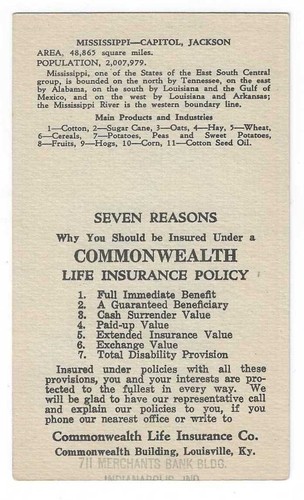 MISSISSIPPI—CAPITOL, JACKSON
AREA, 48,865 square miles.
POPULATION, 2,007,979.
Mississippi, one of the States of the East South Central
group, is bounded on the north by Tennessee, on the east
by Alabama, on the south by Louisiana and the Gulf of
Mexico, and on the west by Louisiana and Arkansas;
the Mississippi River is the western boundary line.
Main Products and Industries
1—Cotton, 2—Sugar Cane, 3—Oats, 4—Hay, 5—Wheat,
6—Cereals, 7—Potatoes, Peas and Sweet Potatoes,
8—Fruits, 9—Hogs, 10—Corn, 11—Cotton Seed Oil.
SEVEN REASONS
Why You Should be Insured Under a
COMMONWEALTH
LIFE INSURANCE POLICY
1. Full Immediate Benefit
2. A Guaranteed Beneficiary
3. Cash Surrender Value
4. Paid-up Value
5. Extended Insurance Value
6. Exchange Value
7. Total Disability Provision
Insured under policies with all these
provisions, you and your interests are pro-
tected to the fullest in every way. We
will be glad to have our representative call
and explain our policies to you, if you
phone our nearest office or write to
Commonwealth Life Insurance Co.
Commonwealth Building, Louisville, Ky.
711 MERCHANTS BANK BLDG.
INDIANAPOLIS, IND.